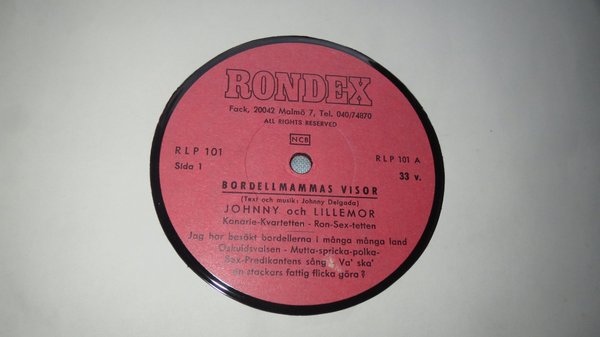 RONDEX
Fack, 20042 Malmö 7, Tel. 040/74870
ALL RIGHTS RESERVED
NCB
RLP 101
RLP 101 A
Sida 1
33 v.
BORDELLMAMMAS VISOR
(Text och musik: Johnny Delgada)
JOHNNY och LILLEMOR
Kanarie-Kvartetten - Ron-Sex-tetten
Jag har besökt bordellerna i många många land
Oskuldsvalsen - Mutta-spricka-polka-
Sex-Predikantens sång - Va' ska'
en stackars fattig flicka göra?